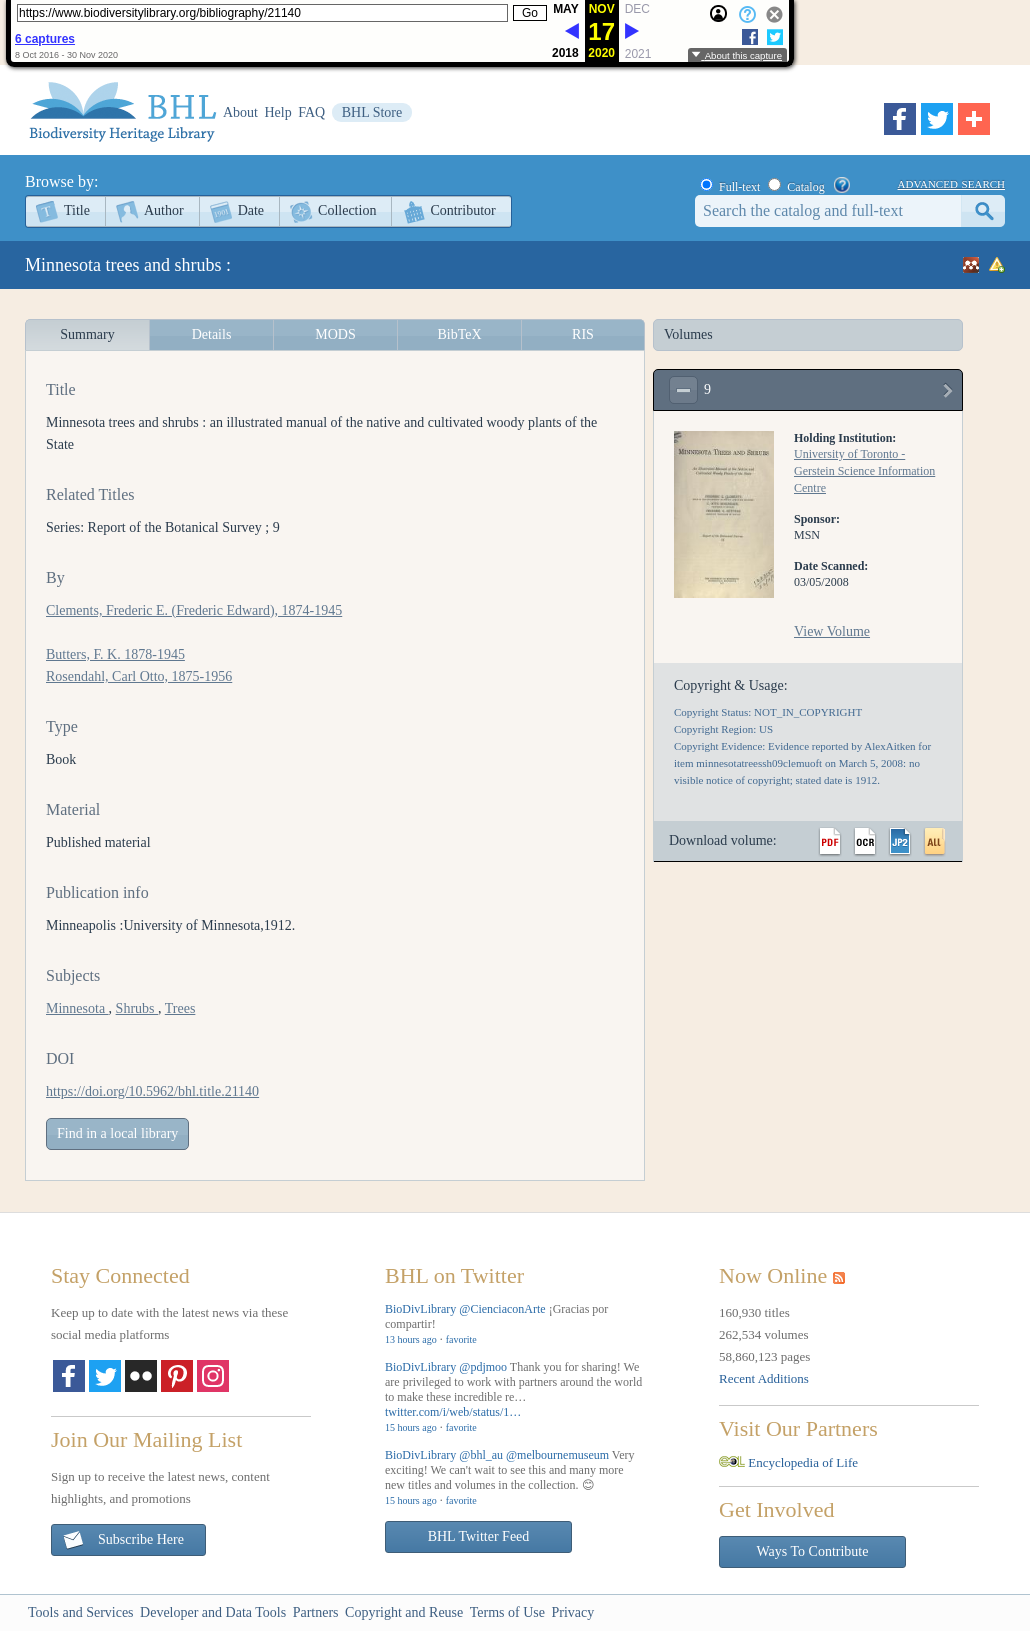 https://www.biodiversitylibrary.org/bibliography/21140
Go
MAY NOV DEC
17
2018 2020 2021
6 captures
8 Oct 2016 - 30 Nov 2020
About this capture
BHL
Biodiversity Heritage Library
About Help FAQ BHL Store
Browse by:
Title Author Date Collection Contributor
Full-text Catalog ADVANCED SEARCH
Search the catalog and full-text
Minnesota trees and shrubs :
Summary Details MODS BibTeX RIS
Title
Minnesota trees and shrubs : an illustrated manual of the native and cultivated woody plants of the
State
Related Titles
Series: Report of the Botanical Survey ; 9
By
Clements, Frederic E. (Frederic Edward), 1874-1945
Butters, F. K. 1878-1945
Rosendahl, Carl Otto, 1875-1956
Type
Book
Material
Published material
Publication info
Minneapolis :University of Minnesota,1912.
Subjects
Minnesota , Shrubs , Trees
DOI
https://doi.org/10.5962/bhl.title.21140
Find in a local library
Volumes
9
MINNESOTA TREES AND SHRUBS
Holding Institution:
University of Toronto -
Gerstein Science Information
Centre
Sponsor:
MSN
Date Scanned:
03/05/2008
View Volume
Copyright & Usage:
Copyright Status: NOT_IN_COPYRIGHT
Copyright Region: US
Copyright Evidence: Evidence reported by AlexAitken for
item minnesotatreessh09clemuoft on March 5, 2008: no
visible notice of copyright; stated date is 1912.
Download volume:
PDF OCR JP2 ALL
Stay Connected
Keep up to date with the latest news via these
social media platforms
Join Our Mailing List
Sign up to receive the latest news, content
highlights, and promotions
Subscribe Here
BHL on Twitter
BioDivLibrary @CienciaconArte ¡Gracias por
compartir!
13 hours ago · favorite
BioDivLibrary @pdjmoo Thank you for sharing! We
are privileged to work with partners around the world
to make these incredible re…
twitter.com/i/web/status/1…
15 hours ago · favorite
BioDivLibrary @bhl_au @melbournemuseum Very
exciting! We can't wait to see this and many more
new titles and volumes in the collection. 😊
15 hours ago · favorite
BHL Twitter Feed
Now Online
160,930 titles
262,534 volumes
58,860,123 pages
Recent Additions
Visit Our Partners
Encyclopedia of Life
Get Involved
Ways To Contribute
Tools and Services Developer and Data Tools Partners Copyright and Reuse Terms of Use Privacy